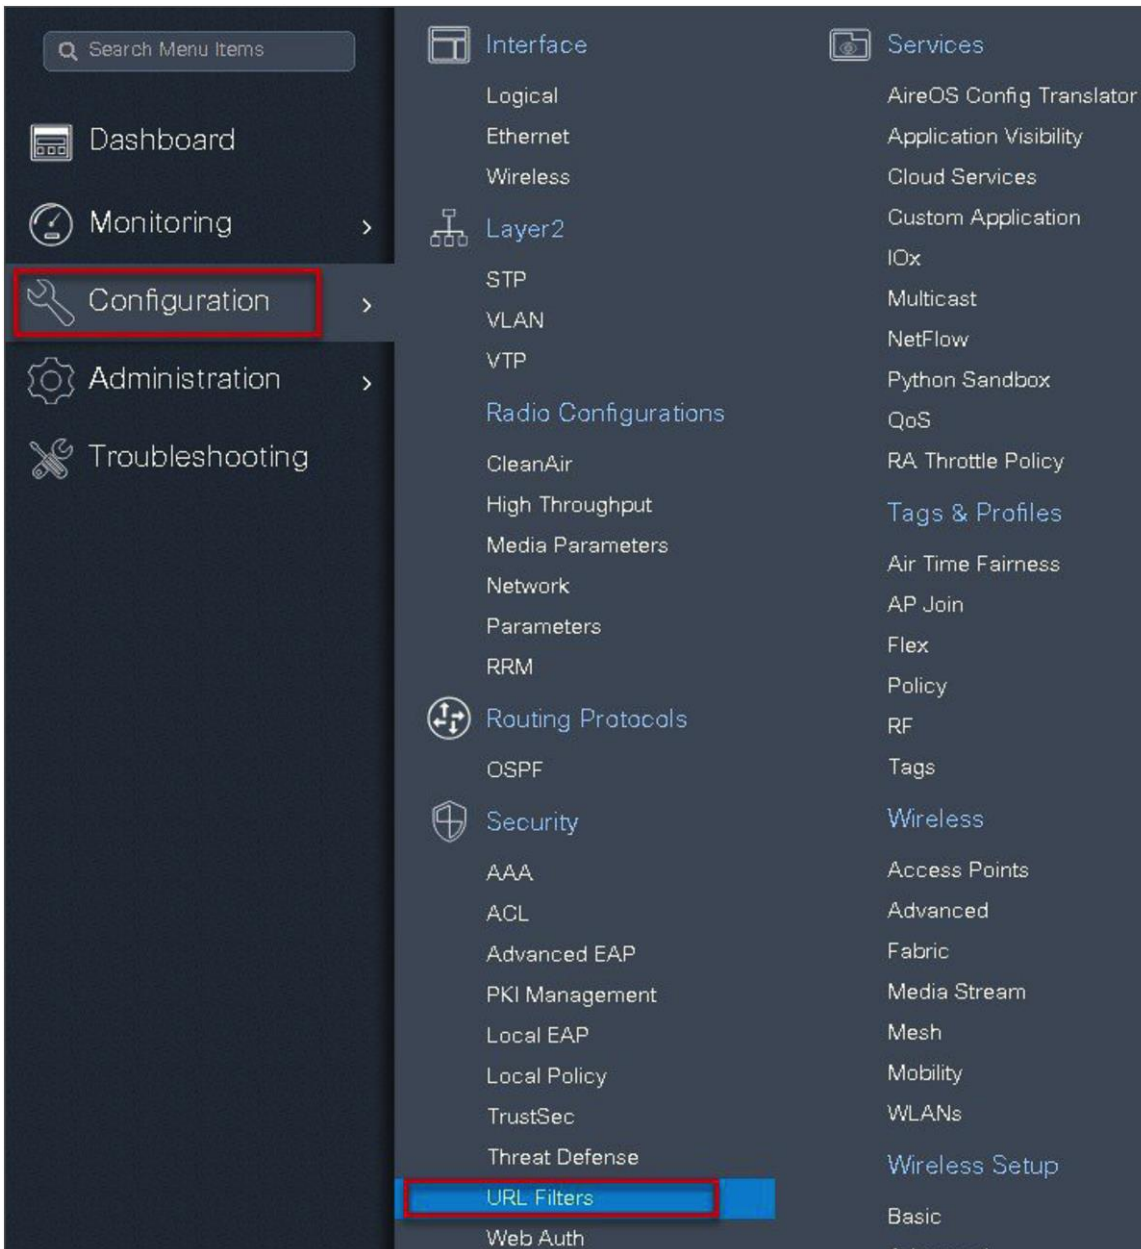 Search Menu Items
Dashboard
Monitoring
Configuration
Administration
Troubleshooting
Interface
Logical
Ethernet
Wireless
Layer2
STP
VLAN
VTP
Radio Configurations
CleanAir
High Throughput
Media Parameters
Network
Parameters
RRM
Routing Protocols
OSPF
Security
AAA
ACL
Advanced EAP
PKI Management
Local EAP
Local Policy
TrustSec
Threat Defense
URL Filters
Web Auth
Services
AireOS Config Translator
Application Visibility
Cloud Services
Custom Application
IOx
Multicast
NetFlow
Python Sandbox
QoS
RA Throttle Policy
Tags & Profiles
Air Time Fairness
AP Join
Flex
Policy
RF
Tags
Wireless
Access Points
Advanced
Fabric
Media Stream
Mesh
Mobility
WLANs
Wireless Setup
Basic